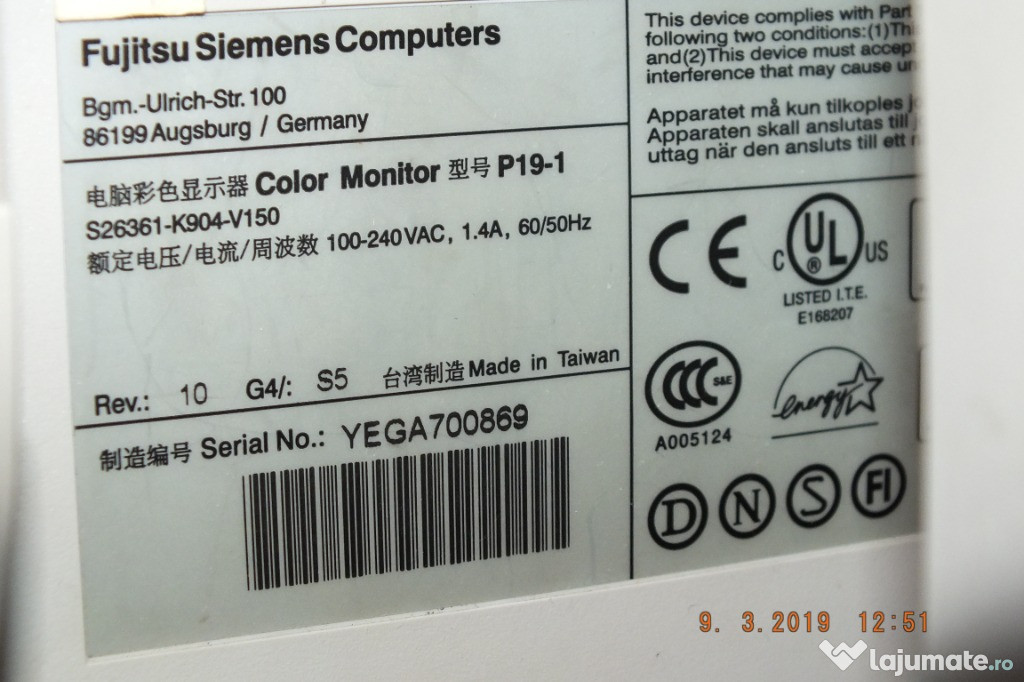 Fujitsu Siemens Computers
Bgm.-Ulrich-Str. 100
86199 Augsburg / Germany
电脑彩色显示器 Color Monitor 型号 P19-1
S26361-K904-V150
额定电压/电流/周波数 100-240VAC, 1.4A, 60/50Hz
Rev.: 10 G4/: S5 台湾制造 Made in Taiwan
制造编号 Serial No.: YEGA700869
This device complies with Part
following two conditions:(1)Th
and(2)This device must accep
interference that may cause un
Apparatet må kun tilkoples j
Apparaten skall anslutas till j
uttag när den ansluts till ett n
CE
C UL ® US
LISTED I.T.E.
E168207
CCC S&E
A005124
energy
D N S FI
9. 3.2019 12:51
lajumate.ro